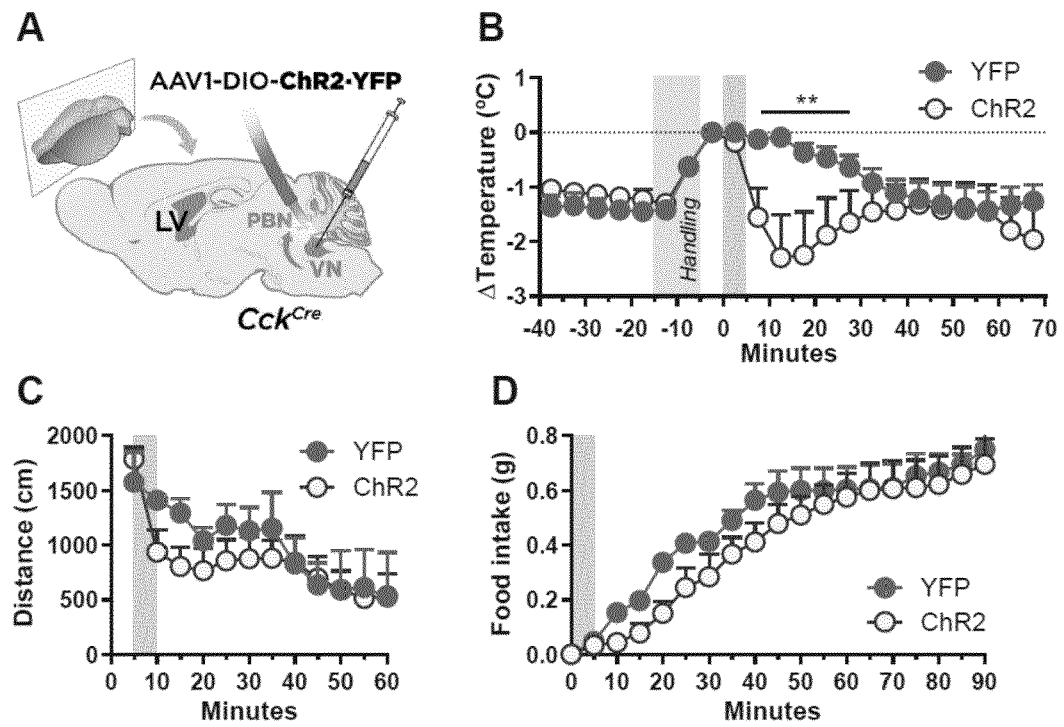 A
AAV1-DIO-ChR2·YFP
LV
PBN
VN
CckCre
B
YFP
ChR2
**
ΔTemperature (ºC)
1
0
-1
-2
-3
Handling
-40 -30 -20 -10 0 10 20 30 40 50 60 70
Minutes
C
YFP
ChR2
Distance (cm)
2000
1500
1000
500
0
0 10 20 30 40 50 60
Minutes
D
Food intake (g)
0.8
0.6
0.4
0.2
0.0
YFP
ChR2
0 10 20 30 40 50 60 70 80 90
Minutes